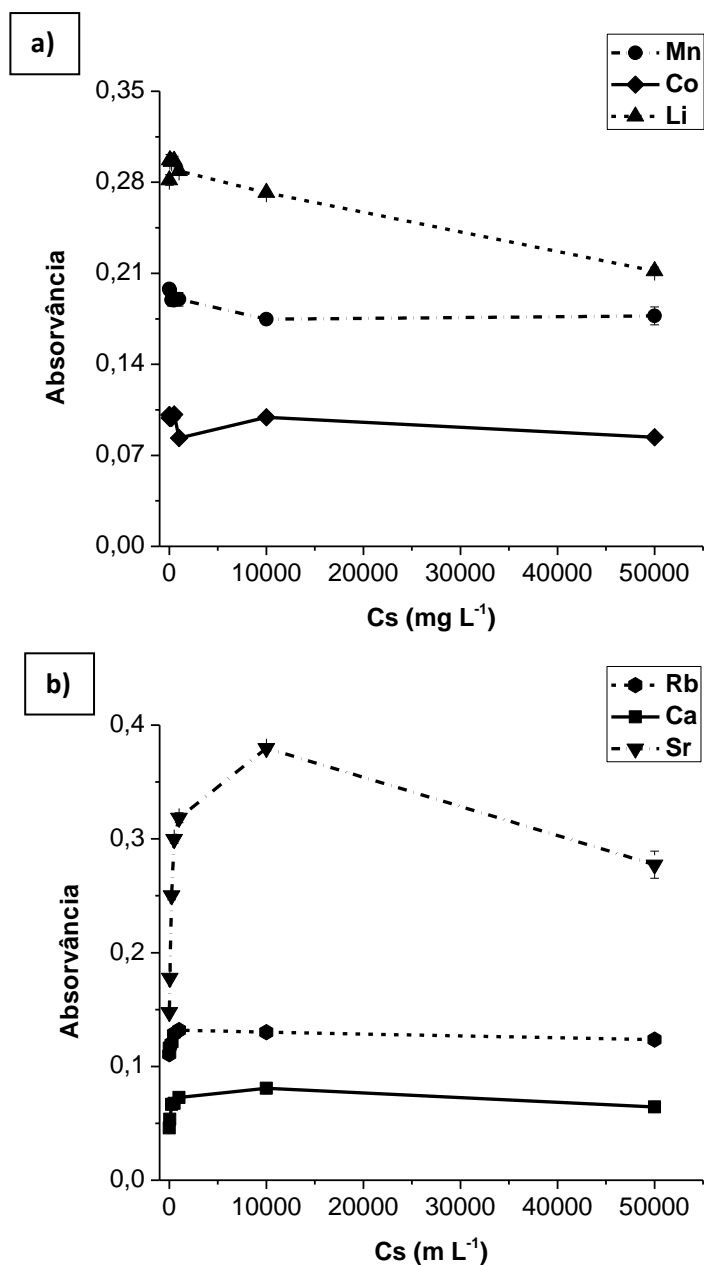 a)
Mn
Co
Li
0,35
0,28
0,21
0,14
0,07
0,00
Absorvância
0 10000 20000 30000 40000 50000
Cs (mg L⁻¹)
b)
Rb
Ca
Sr
0,4
0,3
0,2
0,1
0,0
Absorvância
0 10000 20000 30000 40000 50000
Cs (m L⁻¹)